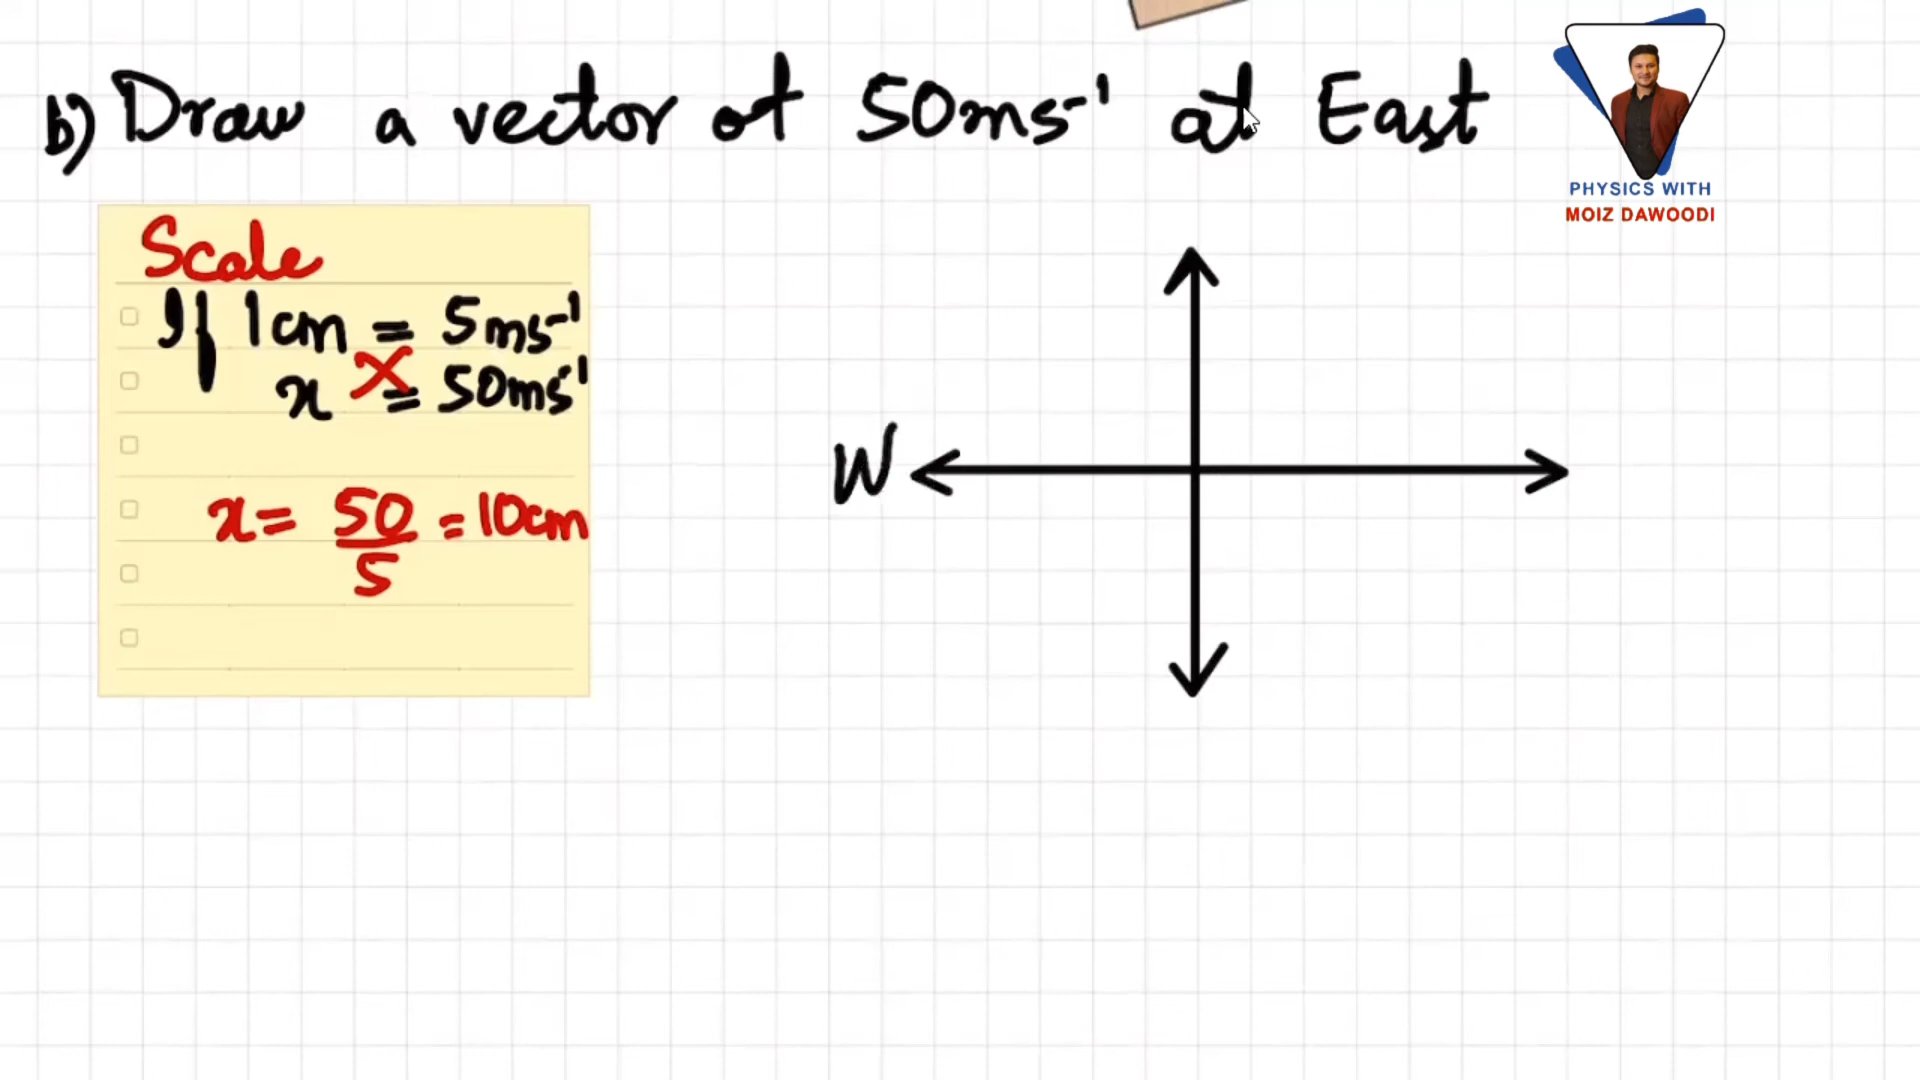 b) Draw a vector of 50ms⁻¹ at East
PHYSICS WITH
MOIZ DAWOODI
Scale
If 1cm = 5ms⁻¹
x = 50ms⁻¹
x = 50/5 = 10cm
W